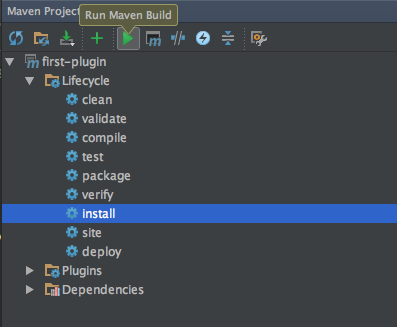 Maven Project
Run Maven Build
first-plugin
Lifecycle
clean
validate
compile
test
package
verify
install
site
deploy
Plugins
Dependencies